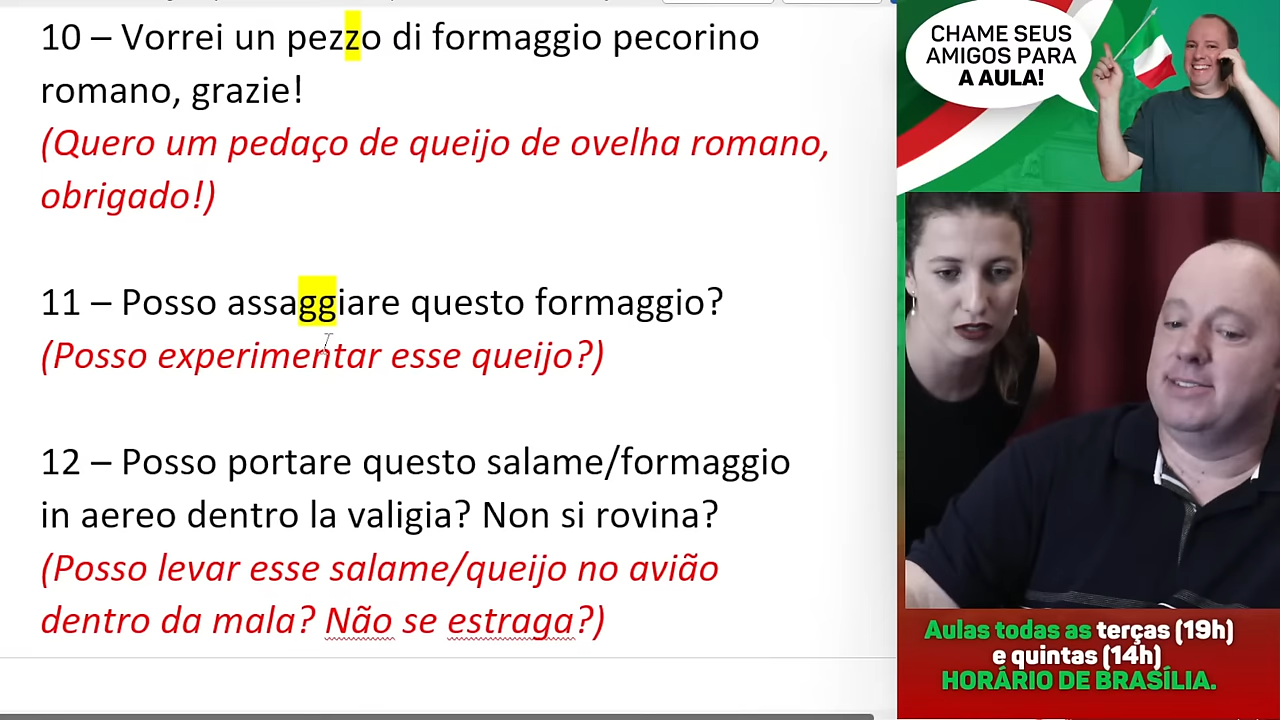 10 – Vorrei un pezzo di formaggio pecorino
romano, grazie!
(Quero um pedaço de queijo de ovelha romano,
obrigado!)
11 – Posso assaggiare questo formaggio?
(Posso experimentar esse queijo?)
12 – Posso portare questo salame/formaggio
in aereo dentro la valigia? Non si rovina?
(Posso levar esse salame/queijo no avião
dentro da mala? Não se estraga?)
CHAME SEUS
AMIGOS PARA
A AULA!
Aulas todas as terças (19h)
e quintas (14h)
HORÁRIO DE BRASÍLIA.